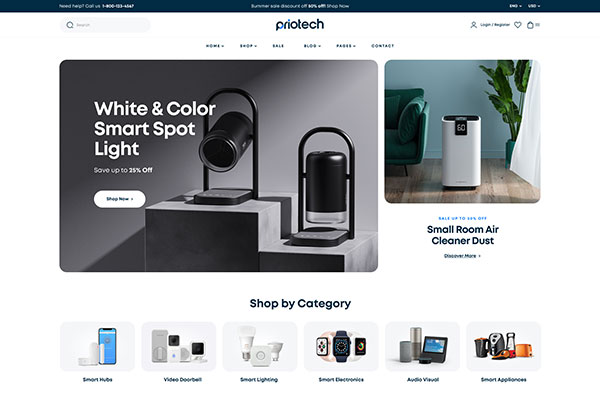 Need help? Call us 1-800-123-4567
Summer sale discount off 50% off! Shop Now
ENG
USD
Search
priotech
Login / Register
HOME
SHOP
SALE
BLOG
PAGES
CONTACT
White & Color
Smart Spot
Light
Save up to 25% Off
Shop Now
60
SALE UP TO 30% OFF
Small Room Air
Cleaner Dust
Discover More
Shop by Category
Smart Hubs
Video Doorbell
Smart Lighting
Smart Electronics
Audio Visual
Smart Appliances